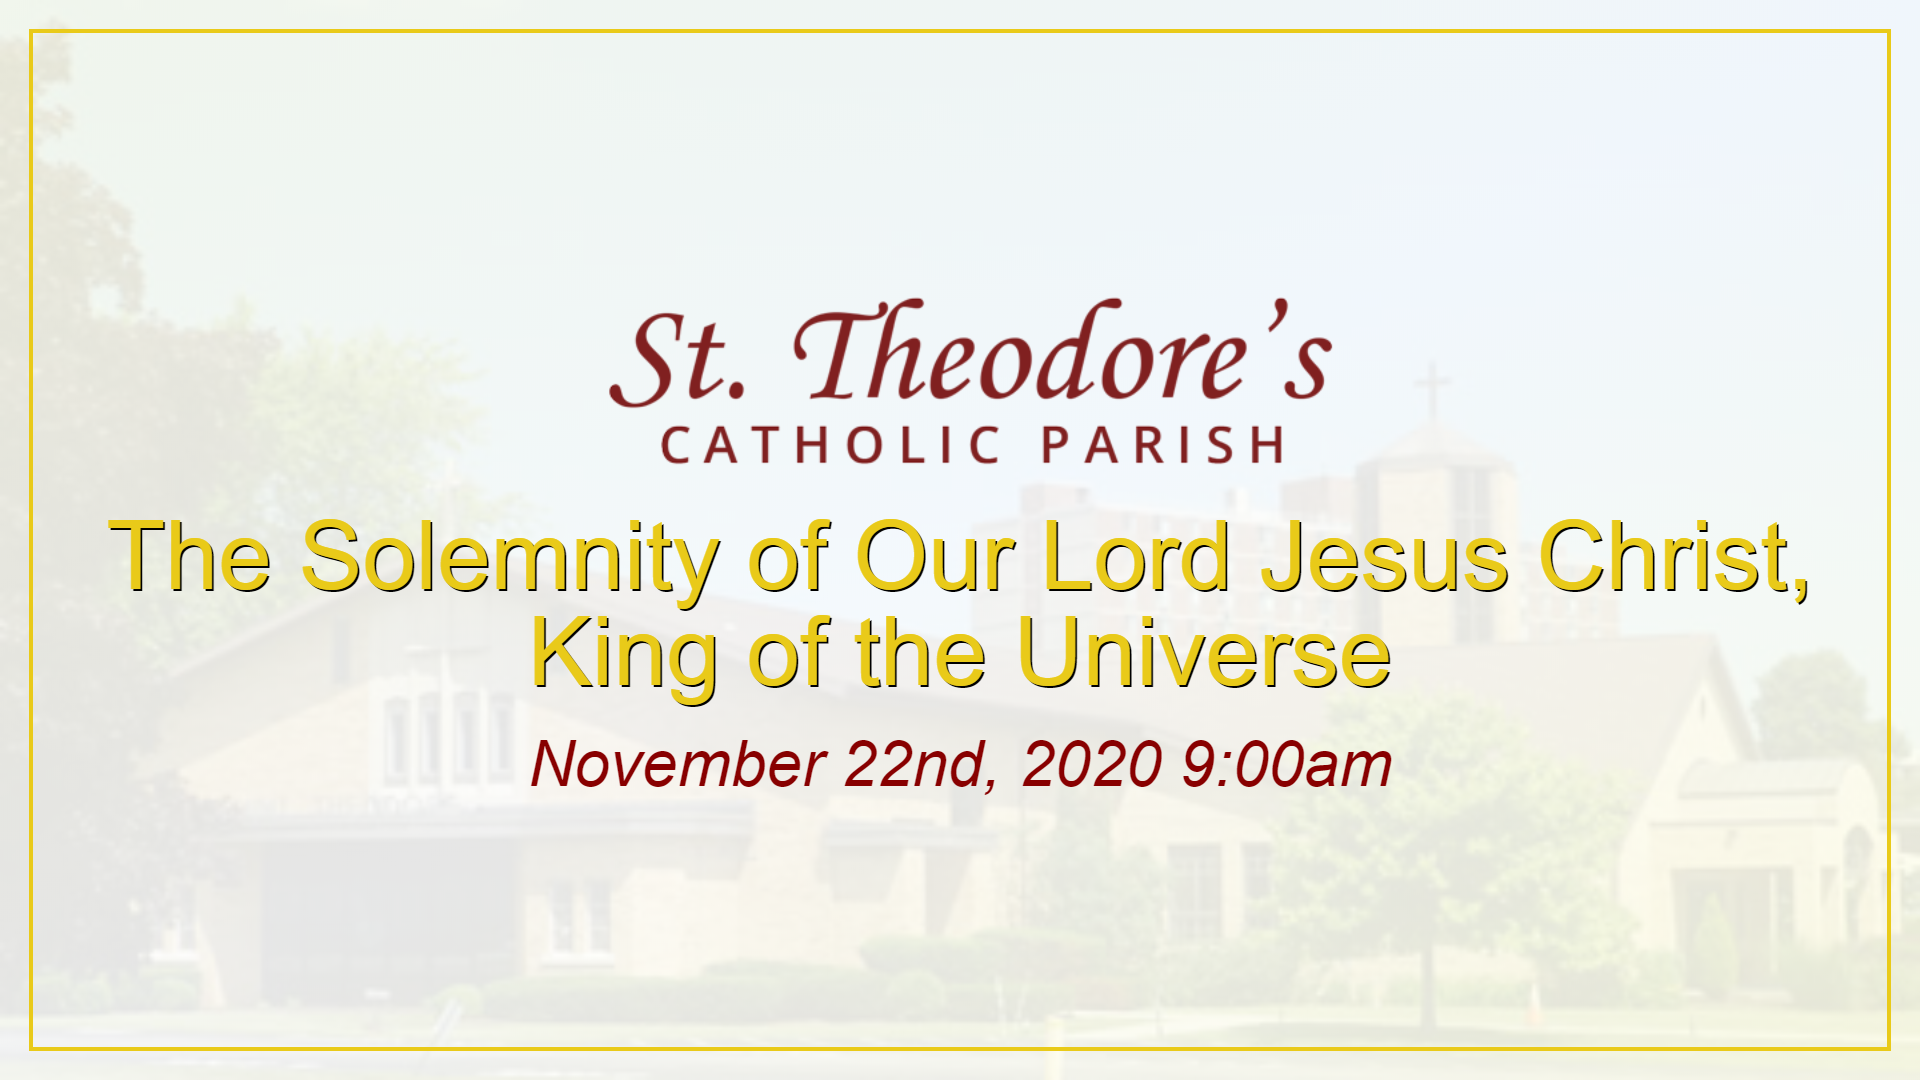 St. Theodore's
CATHOLIC PARISH
The Solemnity of Our Lord Jesus Christ,
King of the Universe
November 22nd, 2020 9:00am